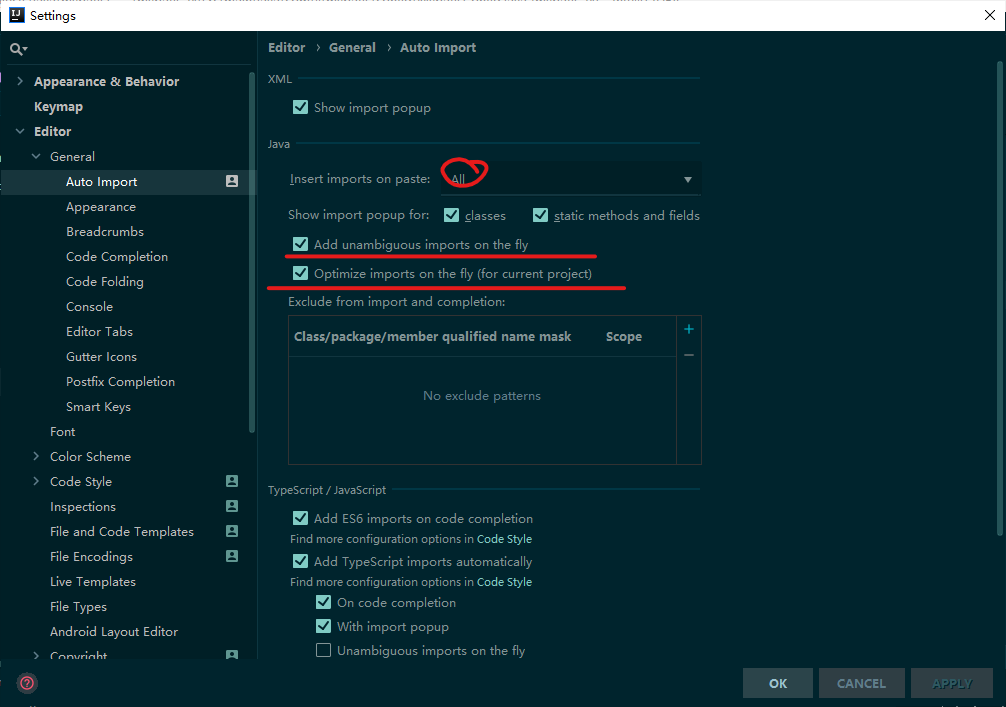 IJ Settings
Appearance & Behavior
Keymap
Editor
General
Auto Import
Appearance
Breadcrumbs
Code Completion
Code Folding
Console
Editor Tabs
Gutter Icons
Postfix Completion
Smart Keys
Font
Color Scheme
Code Style
Inspections
File and Code Templates
File Encodings
Live Templates
File Types
Android Layout Editor
Copyright
Editor › General › Auto Import
XML
Show import popup
Java
Insert imports on paste: All
Show import popup for: classes static methods and fields
Add unambiguous imports on the fly
Optimize imports on the fly (for current project)
Exclude from import and completion:
Class/package/member qualified name mask Scope
No exclude patterns
TypeScript / JavaScript
Add ES6 imports on code completion
Find more configuration options in Code Style
Add TypeScript imports automatically
Find more configuration options in Code Style
On code completion
With import popup
Unambiguous imports on the fly
? OK CANCEL APPLY